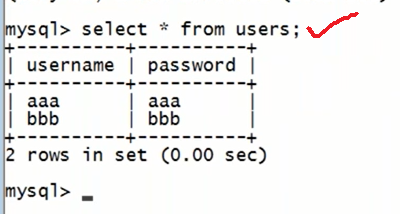 mysql> select * from users;
+----------+----------+
| username | password |
+----------+----------+
| aaa      | aaa      |
| bbb      | bbb      |
+----------+----------+
2 rows in set (0.00 sec)
mysql> _